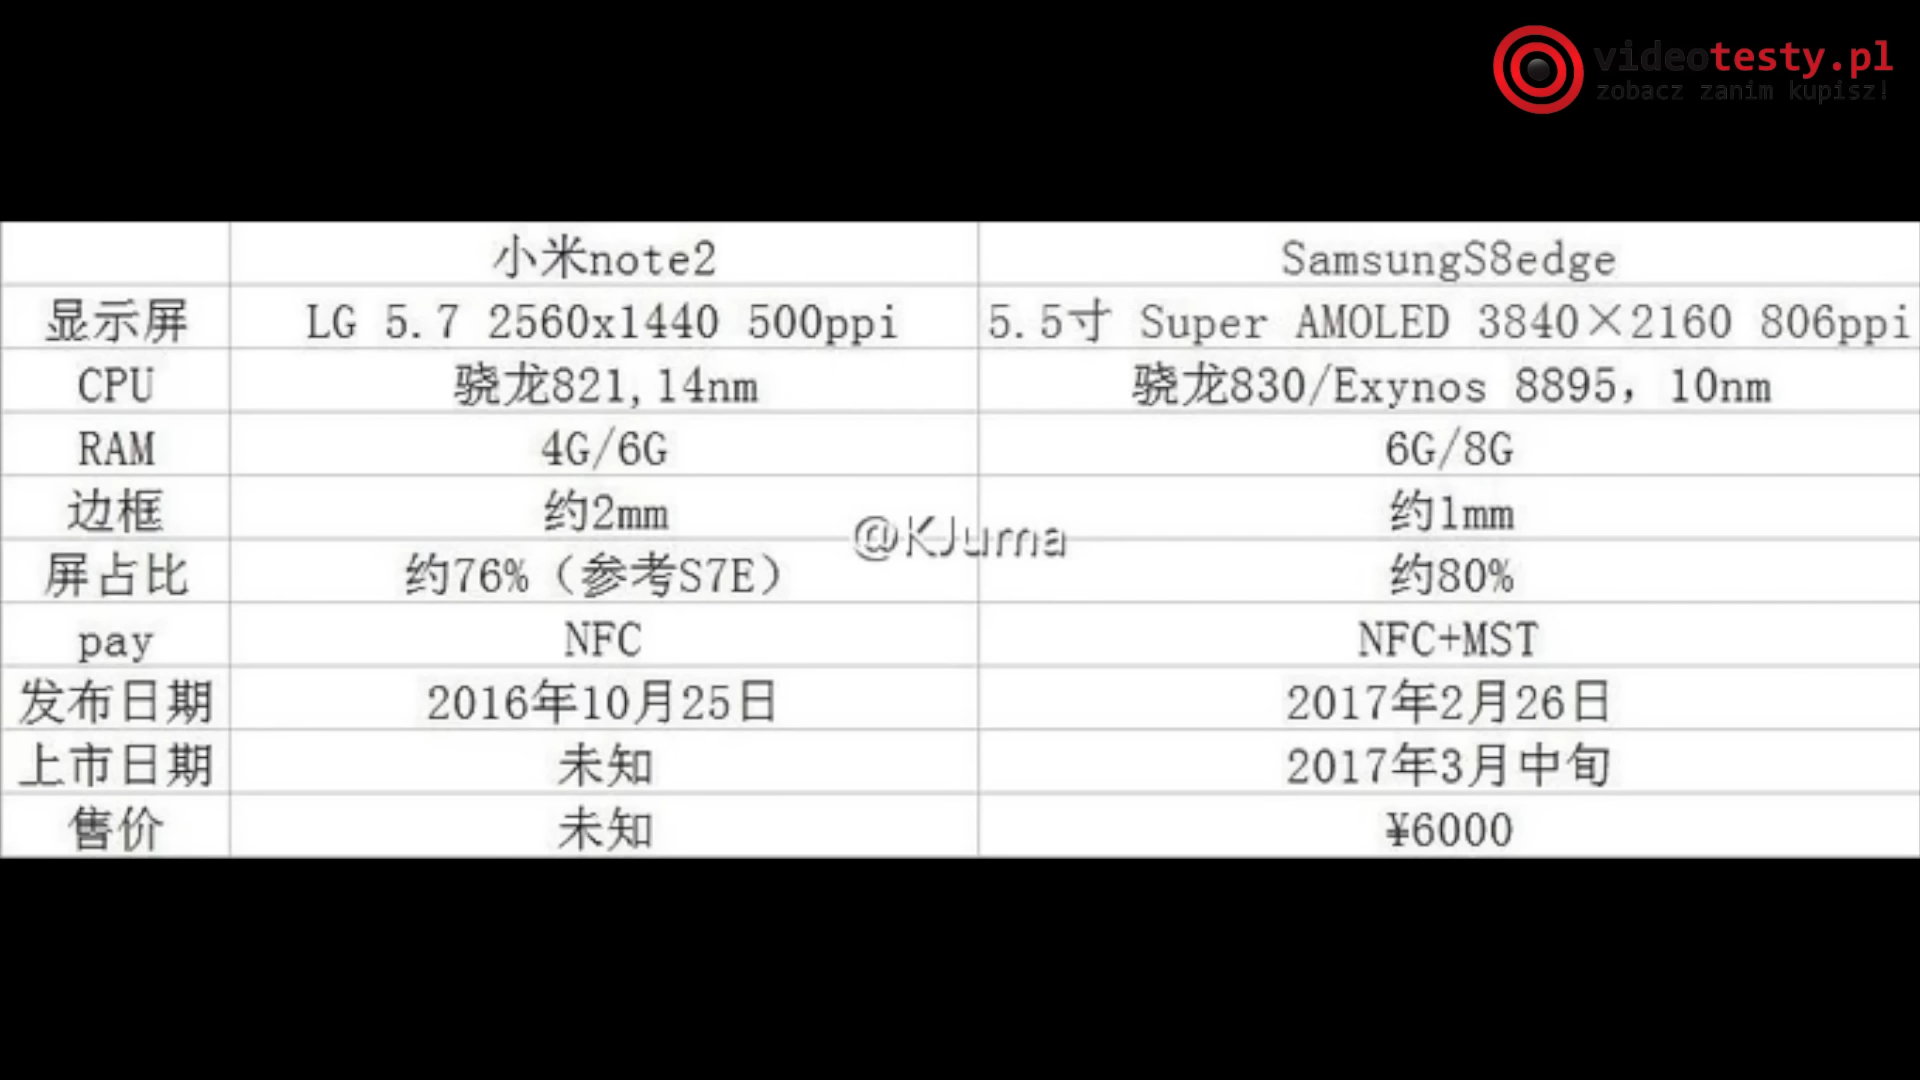 videotesty.pl
zobacz zanim kupisz!
小米note2 SamsungS8edge
显示屏 LG 5.7 2560x1440 500ppi 5.5寸 Super AMOLED 3840×2160 806ppi
CPU 骁龙821,14nm 骁龙830/Exynos 8895，10nm
RAM 4G/6G 6G/8G
边框 约2mm 约1mm
@KJuma
屏占比 约76%（参考S7E） 约80%
pay NFC NFC+MST
发布日期 2016年10月25日 2017年2月26日
上市日期 未知 2017年3月中旬
售价 未知 ¥6000